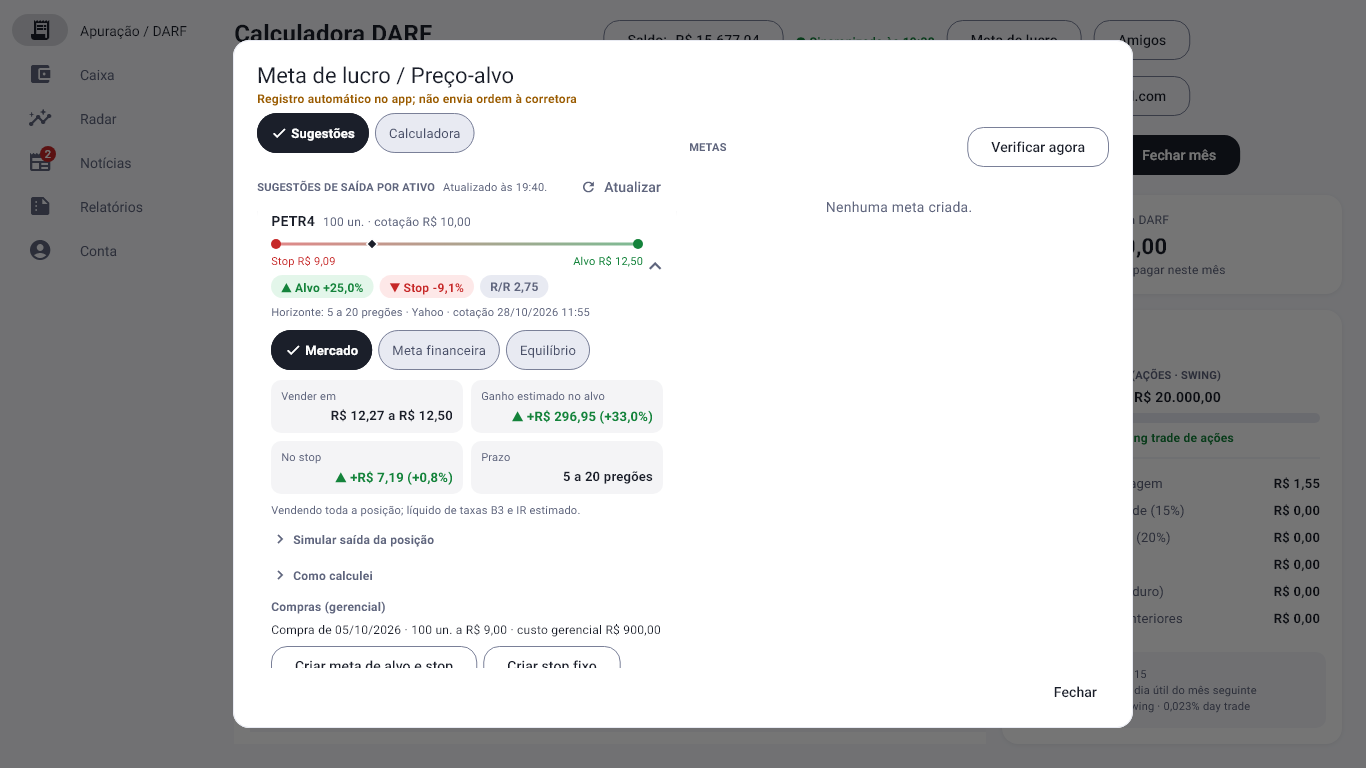 Apuração / DARF
Caixa
Radar
2
Notícias
Relatórios
Conta
Calculadora DARF
Amigos
.com
Fechar mês
DARF
,00
pagar neste mês
(AÇÕES · SWING)
R$ 20.000,00
ng trade de ações
R$ 1,55
(15%)
R$ 0,00
(20%)
R$ 0,00
R$ 0,00
R$ 0,00
R$ 0,00
15
dia útil do mês seguinte
wing · 0,023% day trade
Meta de lucro / Preço-alvo
Registro automático no app; não envia ordem à corretora
Sugestões
Calculadora
SUGESTÕES DE SAÍDA POR ATIVO Atualizado às 19:40.
Atualizar
PETR4 100 un. · cotação R$ 10,00
Stop R$ 9,09
Alvo R$ 12,50
▲ Alvo +25,0%
▼ Stop -9,1%
R/R 2,75
Horizonte: 5 a 20 pregões · Yahoo · cotação 28/10/2026 11:55
Mercado
Meta financeira
Equilíbrio
Vender em
R$ 12,27 a R$ 12,50
Ganho estimado no alvo
▲ +R$ 296,95 (+33,0%)
No stop
▲ +R$ 7,19 (+0,8%)
Prazo
5 a 20 pregões
Vendendo toda a posição; líquido de taxas B3 e IR estimado.
Simular saída da posição
Como calculei
Compras (gerencial)
Compra de 05/10/2026 · 100 un. a R$ 9,00 · custo gerencial R$ 900,00
Criar meta de alvo e stop
Criar stop fixo
METAS
Verificar agora
Nenhuma meta criada.
Fechar